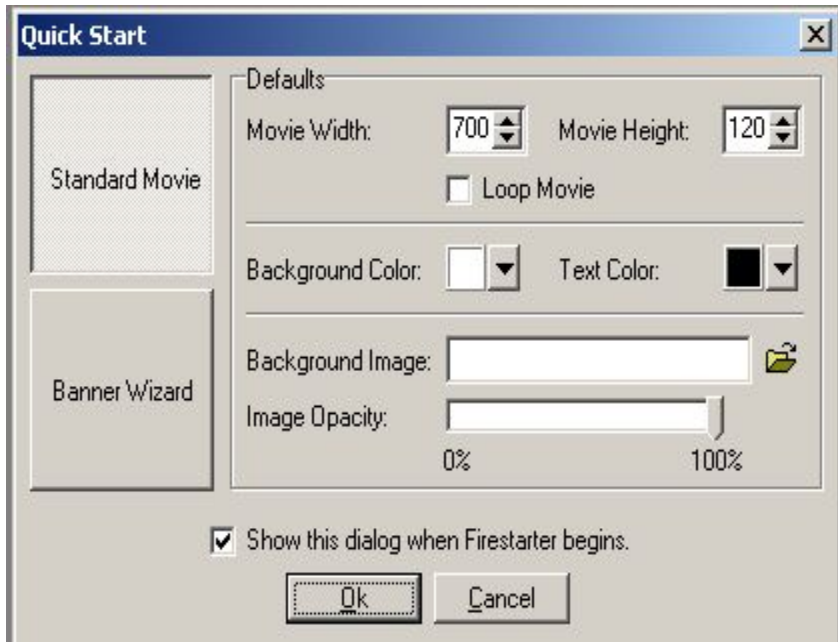 Quick Start
Standard Movie
Banner Wizard
Defaults
Movie Width: 700 Movie Height: 120
Loop Movie
Background Color: Text Color:
Background Image:
Image Opacity:
0% 100%
Show this dialog when Firestarter begins.
Ok Cancel